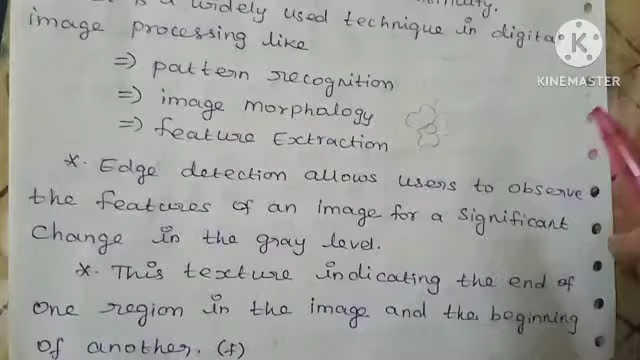 is a widely used technique in digital
image processing like
=) pattern recognition
=) image morphalogy
=) feature Extraction
*. Edge detection allows users to observe
the features of an image for a significant
change in the gray level.
*. This texture indicating the end of
one region in the image and the beginning
of another. (f)
KINEMASTER